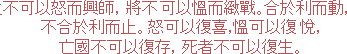 不可以怒而興師，將不可以慍而緻戰。合於利而動，
不合於利而止。怒可以復喜,慍可以復悅，
亡國不可以復存，死者不可以復生。